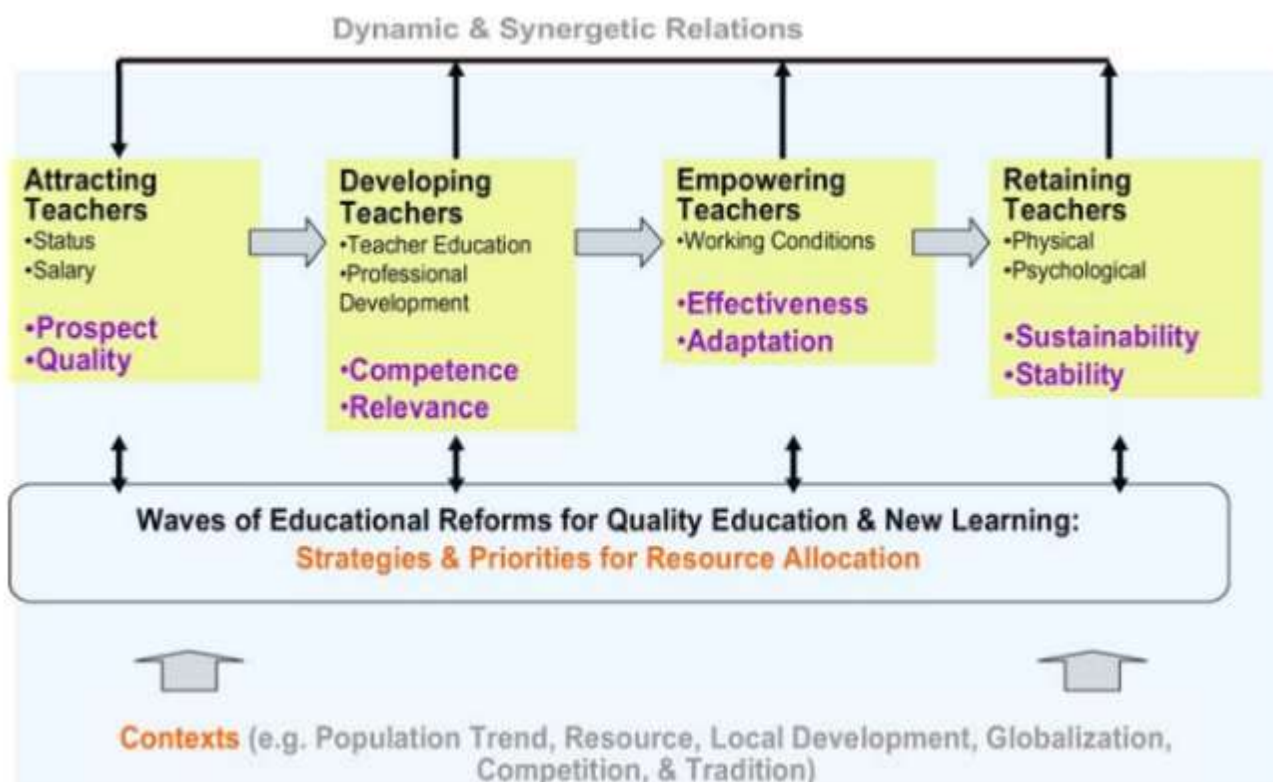 Dynamic & Synergetic Relations
Attracting
Teachers
•Status
•Salary
•Prospect
•Quality
Developing
Teachers
•Teacher Education
•Professional
Development
•Competence
•Relevance
Empowering
Teachers
•Working Conditions
•Effectiveness
•Adaptation
Retaining
Teachers
•Physical
•Psychological
•Sustainability
•Stability
Waves of Educational Reforms for Quality Education & New Learning:
Strategies & Priorities for Resource Allocation
Contexts (e.g. Population Trend, Resource, Local Development, Globalization,
Competition, & Tradition)